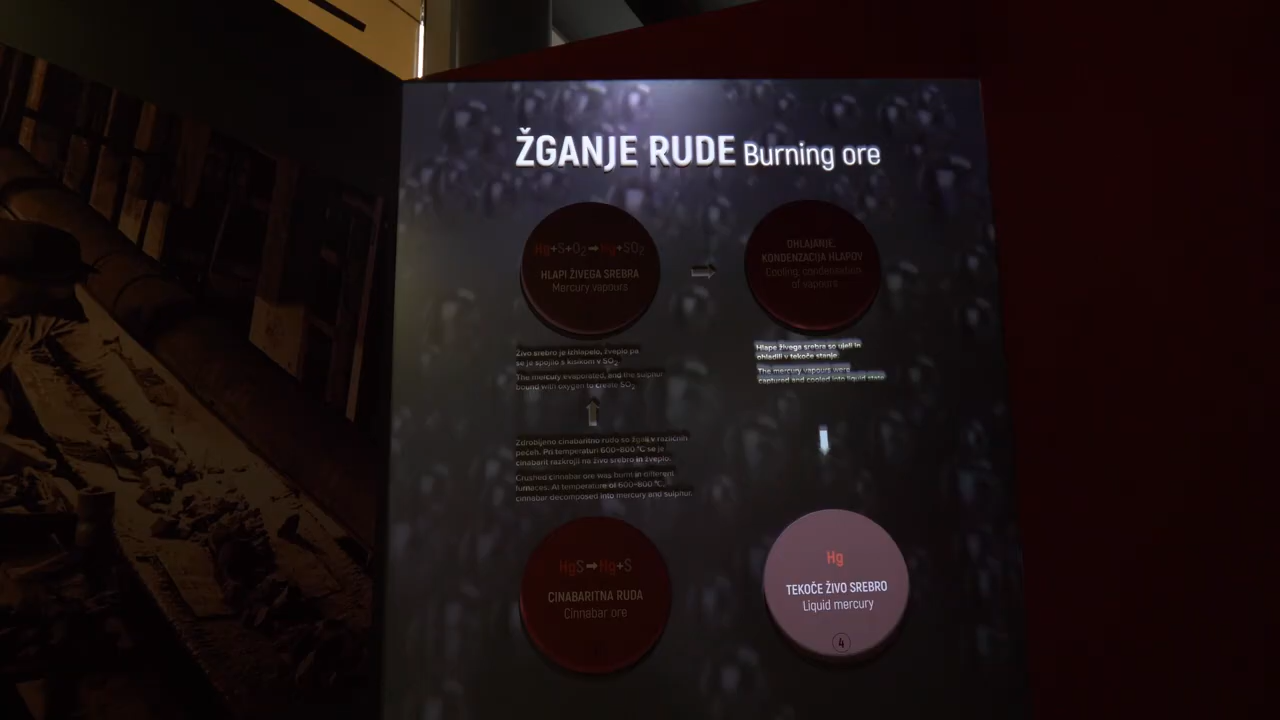 ŽGANJE RUDE Burning ore
Hg+S+O₂➞Hg+SO₂
HLAPI ŽIVEGA SREBRA
Mercury vapours
OHLAJANJE,
KONDENZACIJA HLAPOV
Cooling, condensation
of vapours
Živo srebro je izhlapelo, žveplo pa
se je spojilo s kisikom v SO₂
The mercury evaporated, and the sulphur
bound with oxygen to create SO₂
Hlape živega srebra so ujeli in
ohladili v tekoče stanje
The mercury vapours were
captured and cooled into liquid state
Zdrobljeno cinabaritno rudo so žgali v različnih
pečeh. Pri temperaturi 600–800 °C se je
cinabarit razkrojil na živo srebro in žveplo.
Crushed cinnabar ore was burnt in different
furnaces. At temperature of 600–800 °C,
cinnabar decomposed into mercury and sulphur.
HgS➞Hg+S
CINABARITNA RUDA
Cinnabar ore
Hg
TEKOČE ŽIVO SREBRO
Liquid mercury
4